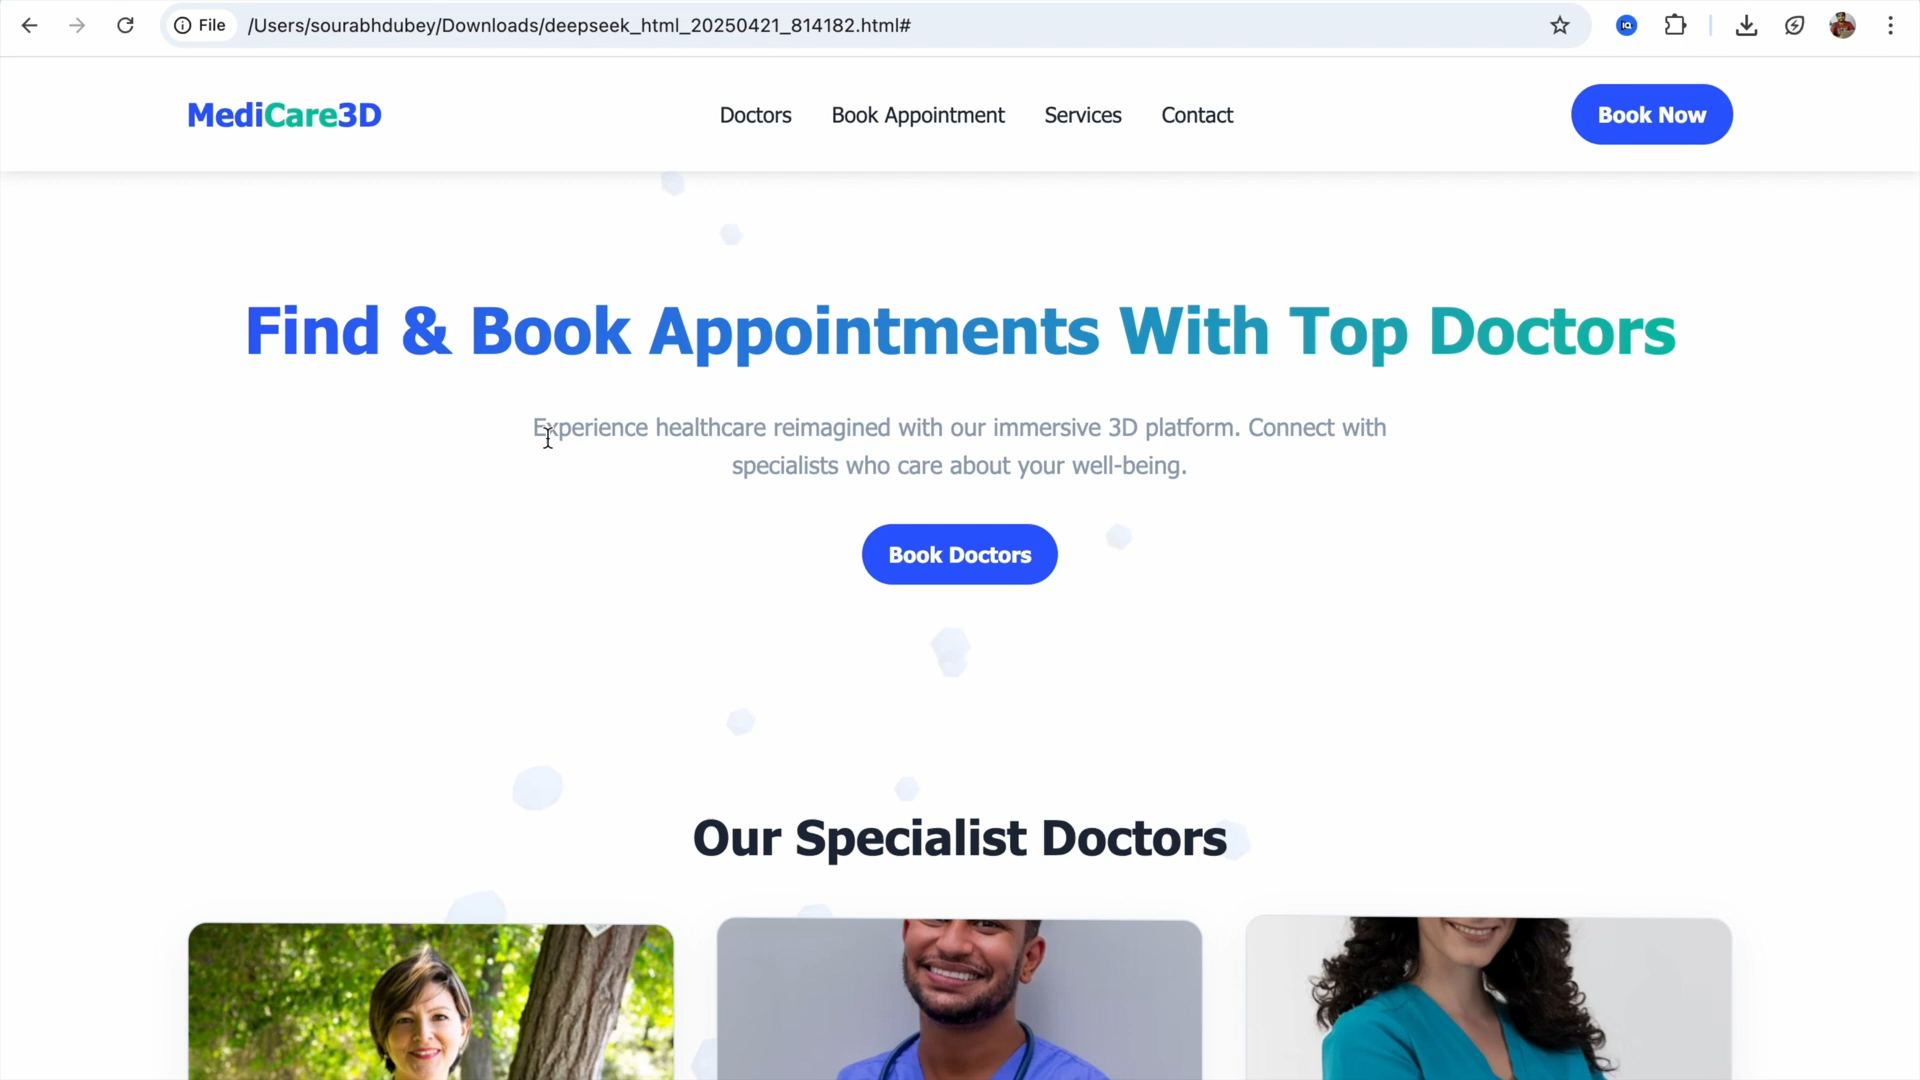 File /Users/sourabhdubey/Downloads/deepseek_html_20250421_814182.html#
MediCare3D
Doctors Book Appointment Services Contact
Book Now
Find & Book Appointments With Top Doctors
Experience healthcare reimagined with our immersive 3D platform. Connect with
specialists who care about your well-being.
Book Doctors
Our Specialist Doctors